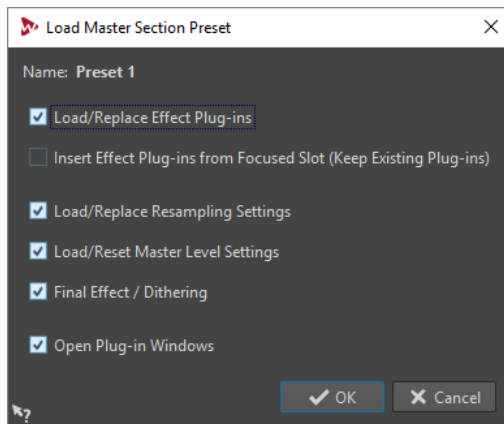 Load Master Section Preset
Name: Preset 1
Load/Replace Effect Plug-ins
Insert Effect Plug-ins from Focused Slot (Keep Existing Plug-ins)
Load/Replace Resampling Settings
Load/Reset Master Level Settings
Final Effect / Dithering
Open Plug-in Windows
OK
Cancel
?